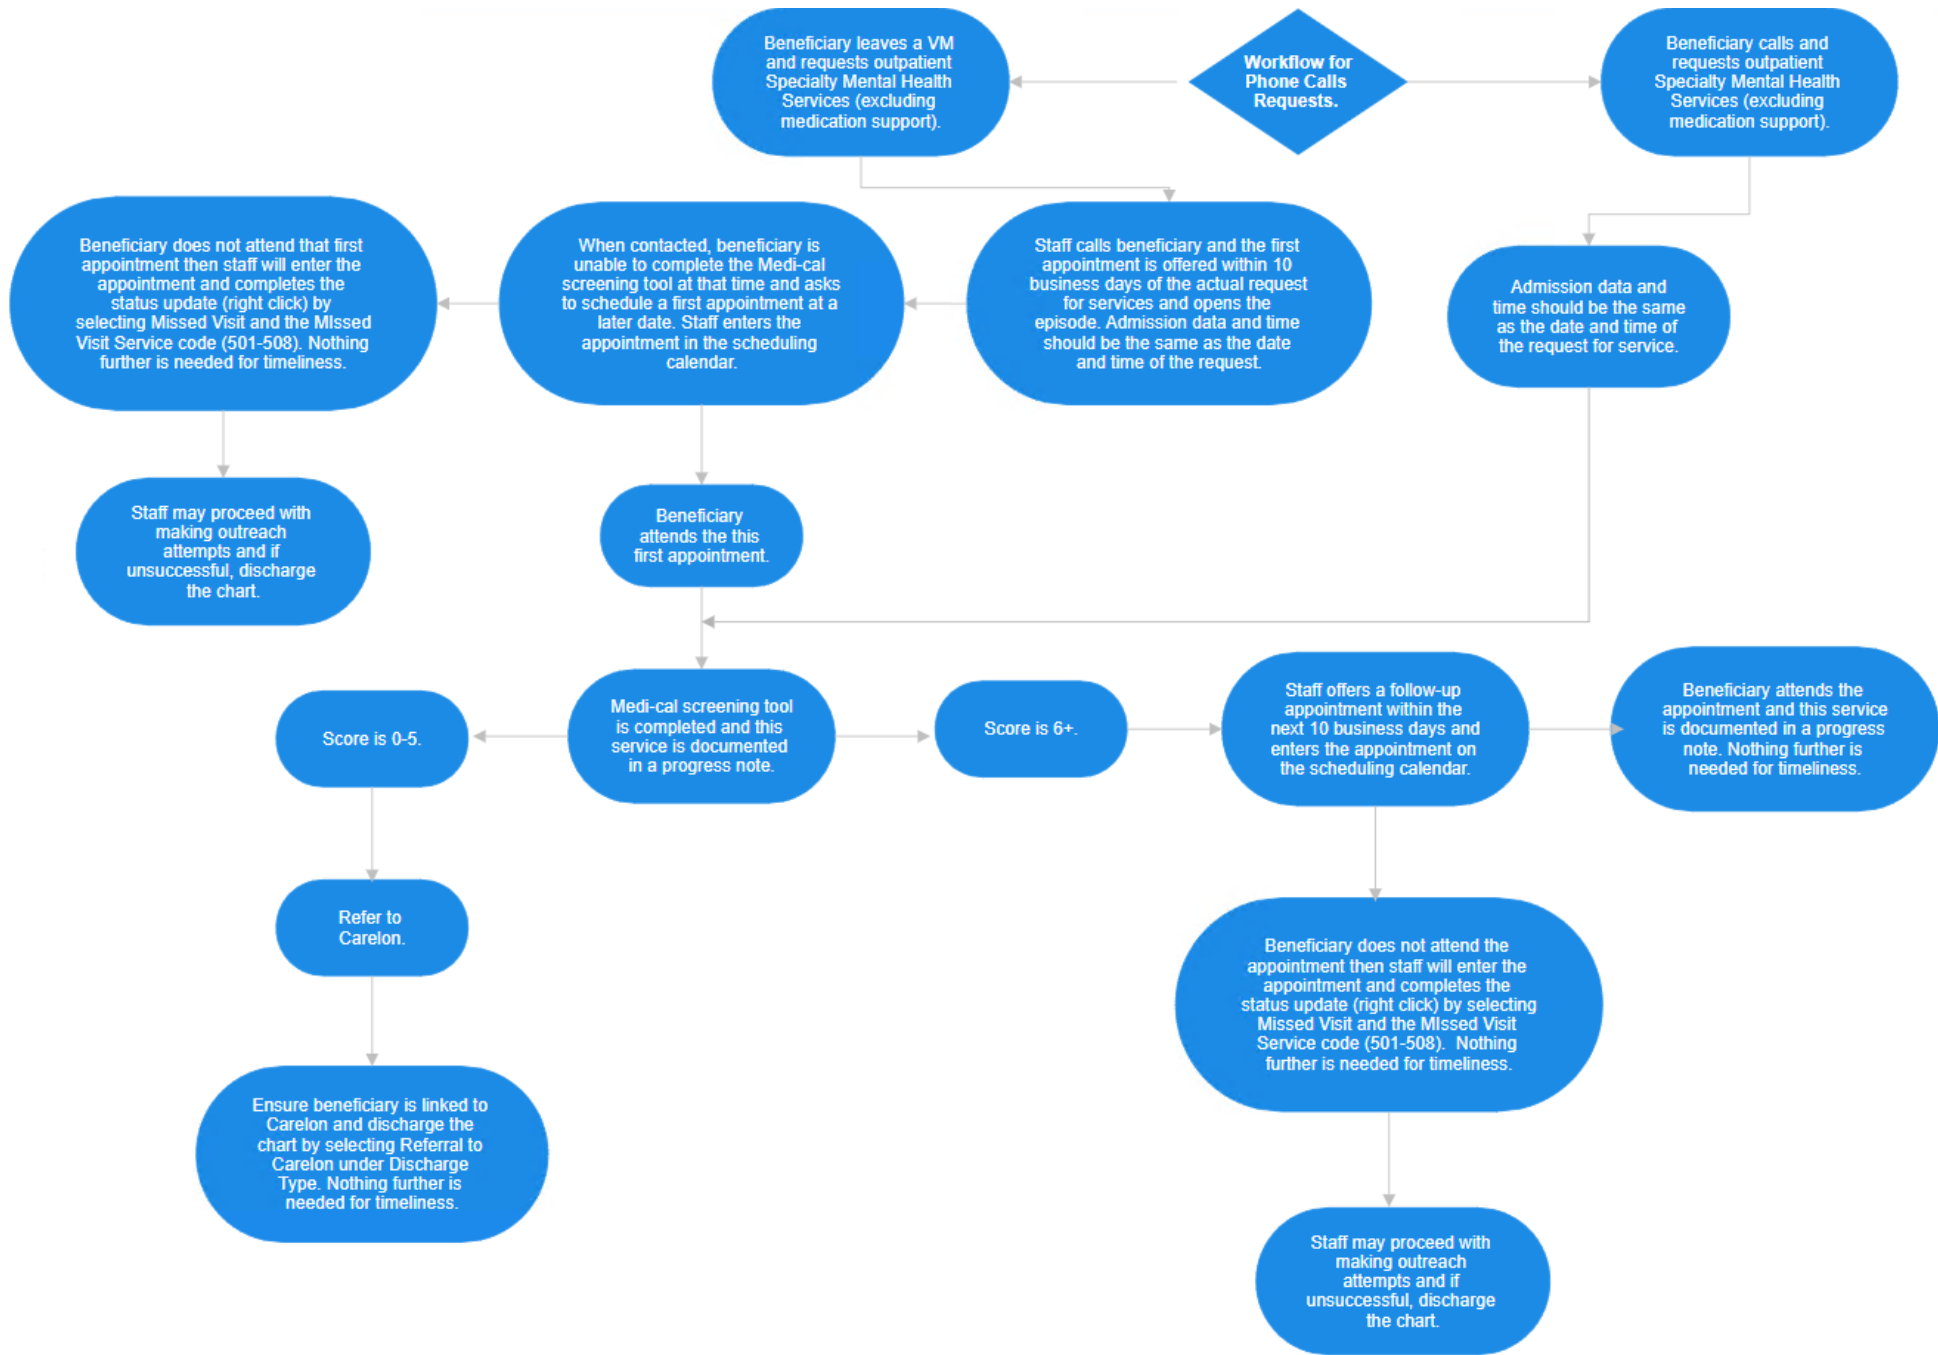 Beneficiary leaves a VM
and requests outpatient
Specialty Mental Health
Services (excluding
medication support).
Workflow for
Phone Calls
Requests.
Beneficiary calls and
requests outpatient
Specialty Mental Health
Services (excluding
medication support).
Beneficiary does not attend that first
appointment then staff will enter the
appointment and completes the
status update (right click) by
selecting Missed Visit and the MIssed
Visit Service code (501-508). Nothing
further is needed for timeliness.
When contacted, beneficiary is
unable to complete the Medi-cal
screening tool at that time and asks
to schedule a first appointment at a
later date. Staff enters the
appointment in the scheduling
calendar.
Staff calls beneficiary and the first
appointment is offered within 10
business days of the actual request
for services and opens the
episode. Admission data and time
should be the same as the date
and time of the request.
Admission data and
time should be the same
as the date and time of
the request for service.
Staff may proceed with
making outreach
attempts and if
unsuccessful, discharge
the chart.
Beneficiary
attends the this
first appointment.
Score is 0-5.
Medi-cal screening tool
is completed and this
service is documented
in a progress note.
Score is 6+.
Staff offers a follow-up
appointment within the
next 10 business days and
enters the appointment on
the scheduling calendar.
Beneficiary attends the
appointment and this service
is documented in a progress
note. Nothing further is
needed for timeliness.
Refer to
Carelon.
Beneficiary does not attend the
appointment then staff will enter the
appointment and completes the
status update (right click) by selecting
Missed Visit and the MIssed Visit
Service code (501-508). Nothing
further is needed for timeliness.
Ensure beneficiary is linked to
Carelon and discharge the
chart by selecting Referral to
Carelon under Discharge
Type. Nothing further is
needed for timeliness.
Staff may proceed with
making outreach
attempts and if
unsuccessful, discharge
the chart.